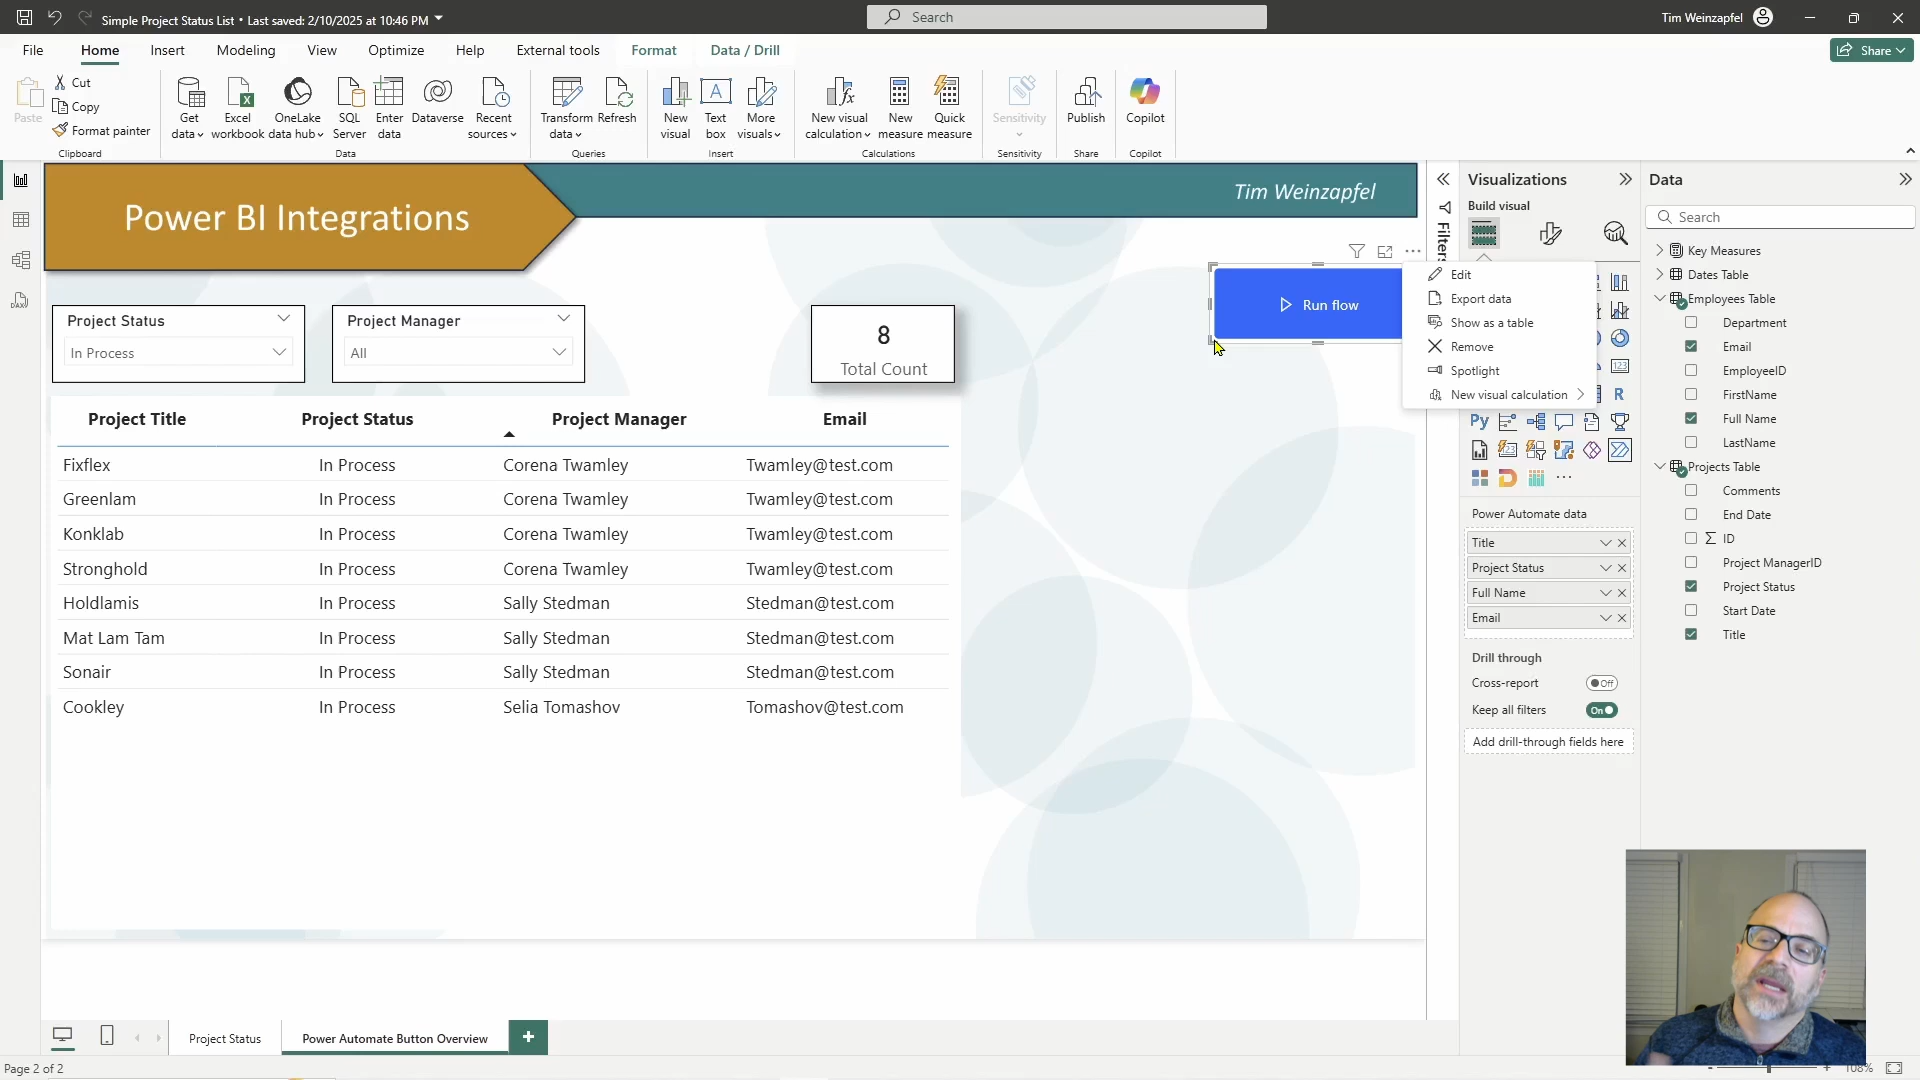 Simple Project Status List • Last saved: 2/10/2025 at 10:46 PM
Search
Tim Weinzapfel
File
Home
Insert
Modeling
View
Optimize
Help
External tools
Format
Data / Drill
Share
Paste
Cut
Copy
Format painter
Clipboard
Get data
Excel workbook
OneLake data hub
SQL Server
Enter data
Dataverse
Recent sources
Data
Transform data
Refresh
Queries
New visual
Text box
More visuals
Insert
New visual calculation
New measure
Quick measure
Calculations
Sensitivity
Sensitivity
Publish
Share
Copilot
Copilot
Power BI Integrations
Tim Weinzapfel
Project Status
In Process
Project Manager
All
8
Total Count
Run flow
Project Title Project Status Project Manager Email
Fixflex In Process Corena Twamley Twamley@test.com
Greenlam In Process Corena Twamley Twamley@test.com
Konklab In Process Corena Twamley Twamley@test.com
Stronghold In Process Corena Twamley Twamley@test.com
Holdlamis In Process Sally Stedman Stedman@test.com
Mat Lam Tam In Process Sally Stedman Stedman@test.com
Sonair In Process Sally Stedman Stedman@test.com
Cookley In Process Selia Tomashov Tomashov@test.com
Edit
Export data
Show as a table
Remove
Spotlight
New visual calculation
Filters
Visualizations
Build visual
R
Py
123
Power Automate data
Title
Project Status
Full Name
Email
Drill through
Cross-report
Off
Keep all filters
On
Add drill-through fields here
Data
Search
Key Measures
Dates Table
Employees Table
Department
Email
EmployeeID
FirstName
Full Name
LastName
Projects Table
Comments
End Date
Σ ID
Project ManagerID
Project Status
Start Date
Title
DAX
Project Status
Power Automate Button Overview
+
Page 2 of 2
- + 108%